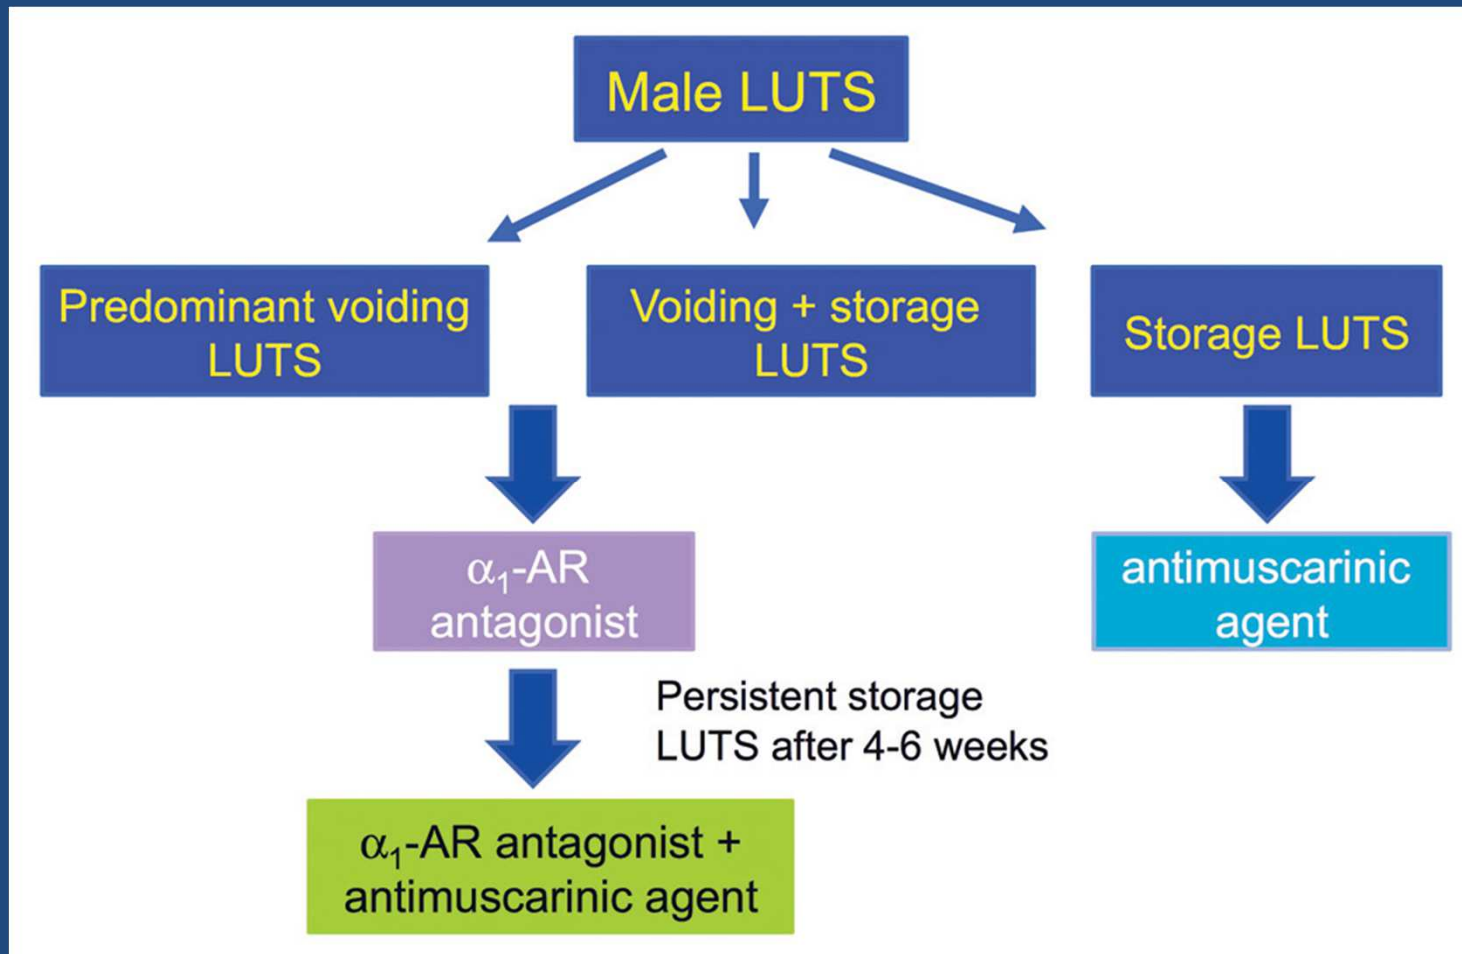 Male LUTS
Predominant voiding
LUTS
Voiding + storage
LUTS
Storage LUTS
α₁-AR
antagonist
antimuscarinic
agent
Persistent storage
LUTS after 4-6 weeks
α₁-AR antagonist +
antimuscarinic agent